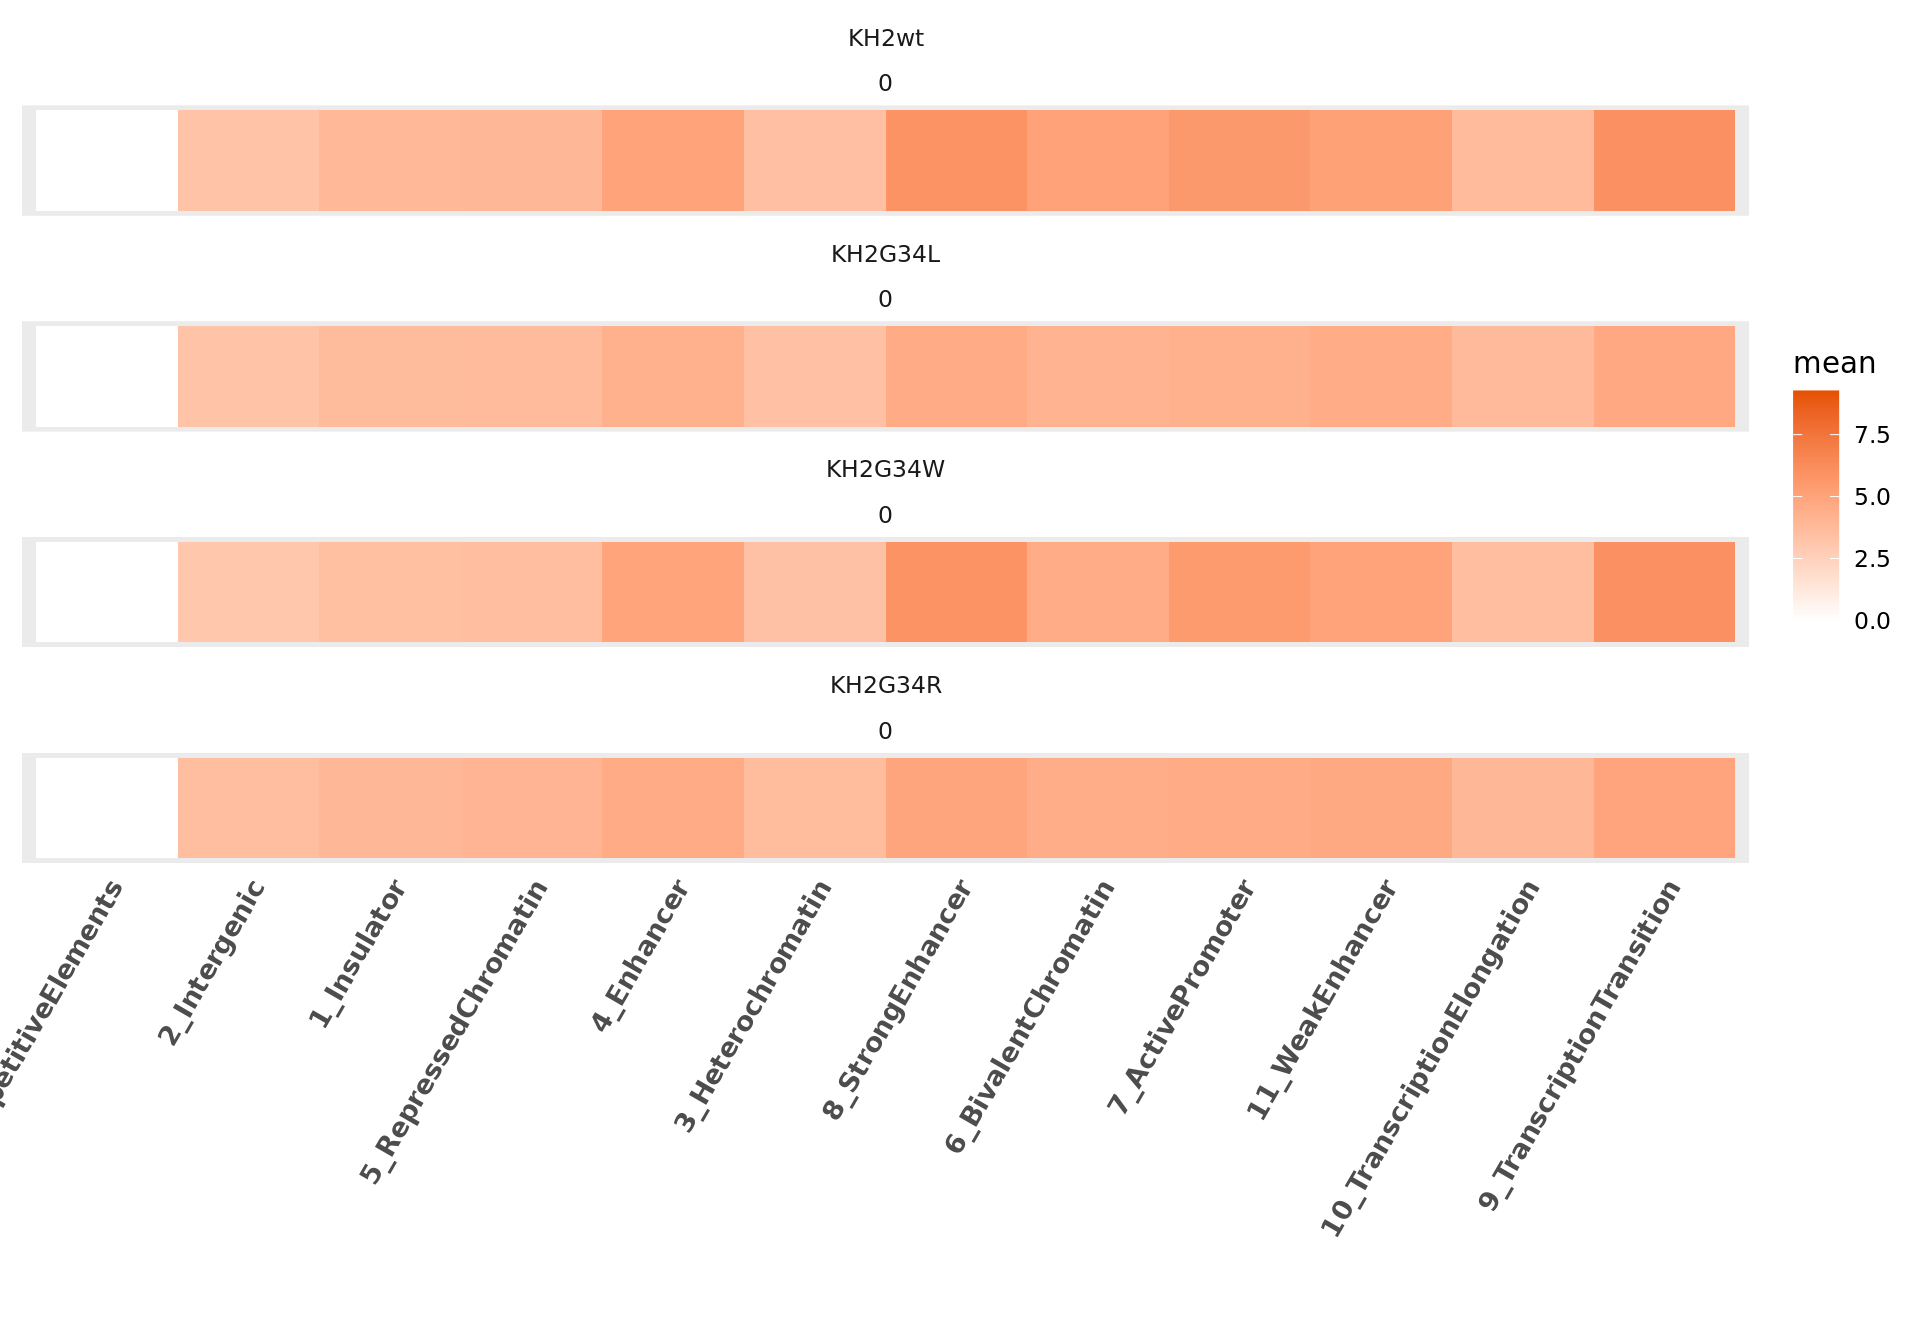 KH2wt
0
KH2G34L
0
KH2G34W
0
KH2G34R
0
mean
7.5
5.0
2.5
0.0
2_Intergenic
1_Insulator
5_RepressedChromatin
4_Enhancer
3_Heterochromatin
8_StrongEnhancer
6_BivalentChromatin
7_ActivePromoter
11_WeakEnhancer
10_TranscriptionElongation
9_TranscriptionTransition